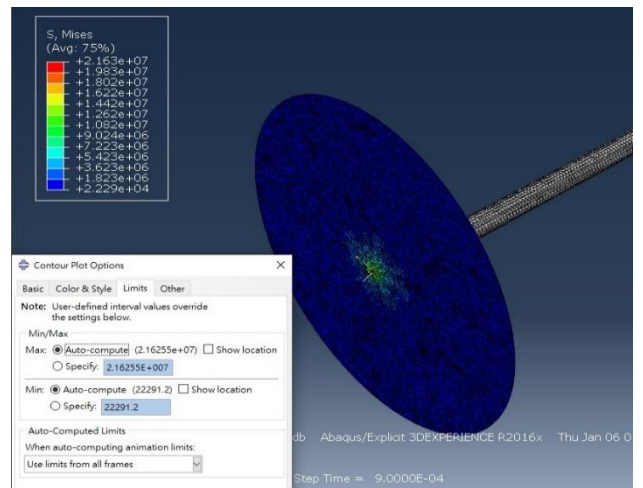 S, Mises
(Avg: 75%)
+2.163e+07
+1.983e+07
+1.802e+07
+1.622e+07
+1.442e+07
+1.262e+07
+1.082e+07
+9.024e+06
+7.223e+06
+5.423e+06
+3.623e+06
+1.823e+06
+2.229e+04
Contour Plot Options
Basic Color & Style Limits Other
Note: User-defined interval values override
the settings below.
Min/Max
Max: Auto-compute (2.16255e+07) Show location
Specify: 2.16255E+007
Min: Auto-compute (22291.2) Show location
Specify: 22291.2
Auto-Computed Limits
When auto-computing animation limits:
Use limits from all frames
db Abaqus/Explicit 3DEXPERIENCE R2016x Thu Jan 06 0
Step Time = 9.0000E-04